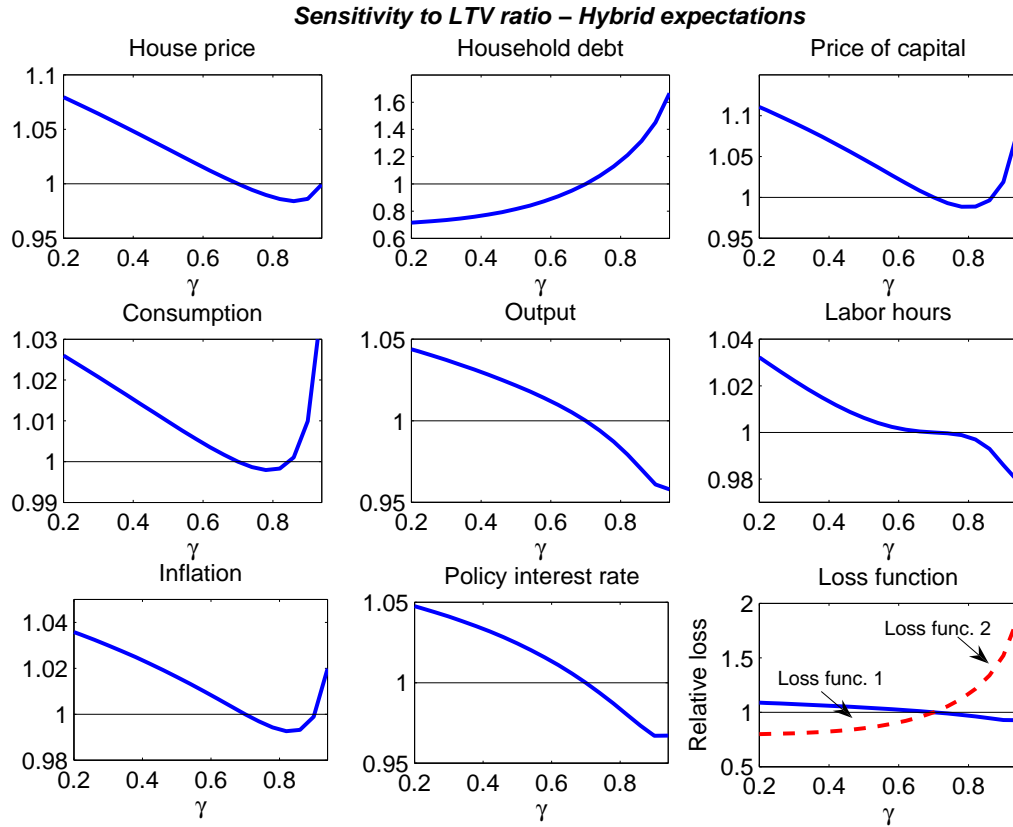 Sensitivity to LTV ratio – Hybrid expectations
House price
1.1
1.05
1
0.95
0.2 0.4 0.6 0.8
γ
Household debt
1.6
1.4
1.2
1
0.8
0.6
0.2 0.4 0.6 0.8
γ
Price of capital
1.1
1.05
1
0.95
0.2 0.4 0.6 0.8
γ
Consumption
1.03
1.02
1.01
1
0.99
0.2 0.4 0.6 0.8
γ
Output
1.05
1
0.95
0.2 0.4 0.6 0.8
γ
Labor hours
1.04
1.02
1
0.98
0.2 0.4 0.6 0.8
γ
Inflation
1.04
1.02
1
0.98
0.2 0.4 0.6 0.8
γ
Policy interest rate
1.05
1
0.95
0.2 0.4 0.6 0.8
γ
Loss function
Relative loss
2
1.5
1
0.5
Loss func. 2
Loss func. 1
0.2 0.4 0.6 0.8
γ